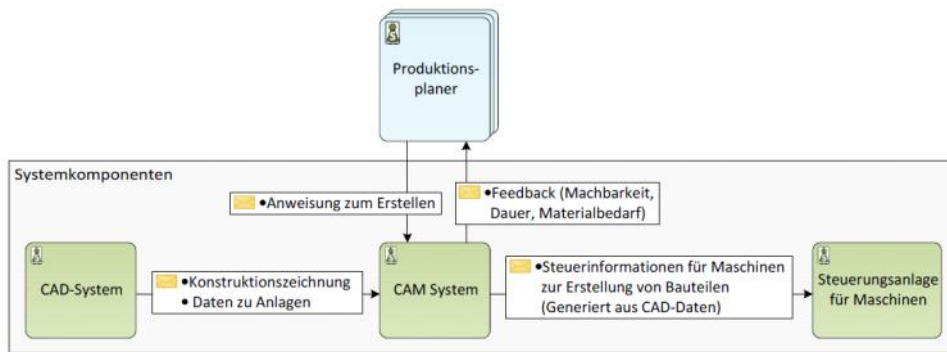 Produktions-
planer
Systemkomponenten
•Anweisung zum Erstellen
•Feedback (Machbarkeit,
Dauer, Materialbedarf)
CAD-System
•Konstruktionszeichnung
• Daten zu Anlagen
CAM System
•Steuerinformationen für Maschinen
zur Erstellung von Bauteilen
(Generiert aus CAD-Daten)
Steuerungsanlage
für Maschinen